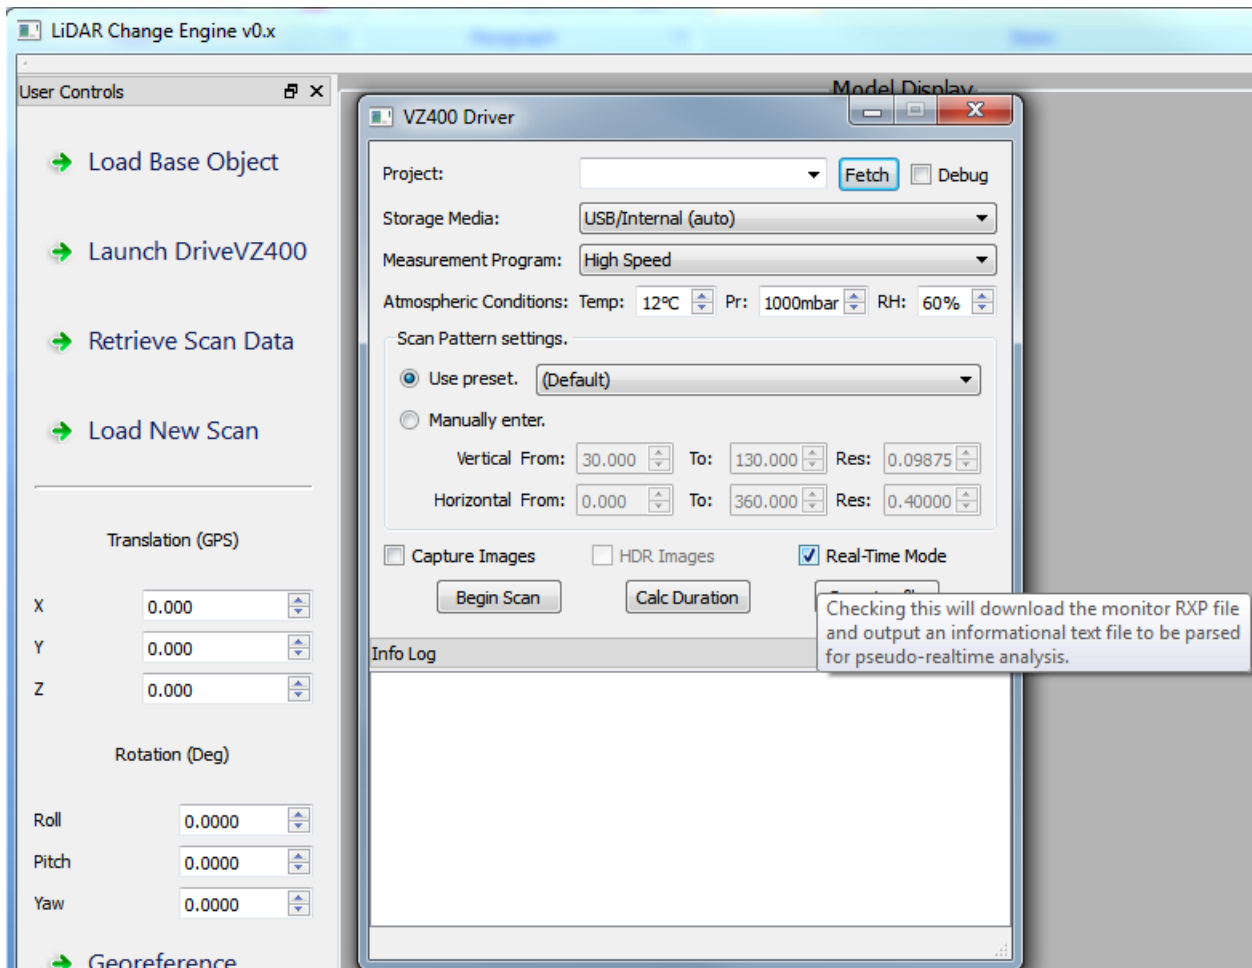 LiDAR Change Engine v0.x
User Controls
Load Base Object
Launch DriveVZ400
Retrieve Scan Data
Load New Scan
Translation (GPS)
X 0.000
Y 0.000
Z 0.000
Rotation (Deg)
Roll 0.0000
Pitch 0.0000
Yaw 0.0000
Georeference
Model Display
VZ400 Driver
Project: Fetch Debug
Storage Media: USB/Internal (auto)
Measurement Program: High Speed
Atmospheric Conditions: Temp: 12°C Pr: 1000mbar RH: 60%
Scan Pattern settings.
Use preset. (Default)
Manually enter.
Vertical From: 30.000 To: 130.000 Res: 0.09875
Horizontal From: 0.000 To: 360.000 Res: 0.40000
Capture Images HDR Images Real-Time Mode
Begin Scan Calc Duration
Checking this will download the monitor RXP file
and output an informational text file to be parsed
for pseudo-realtime analysis.
Info Log